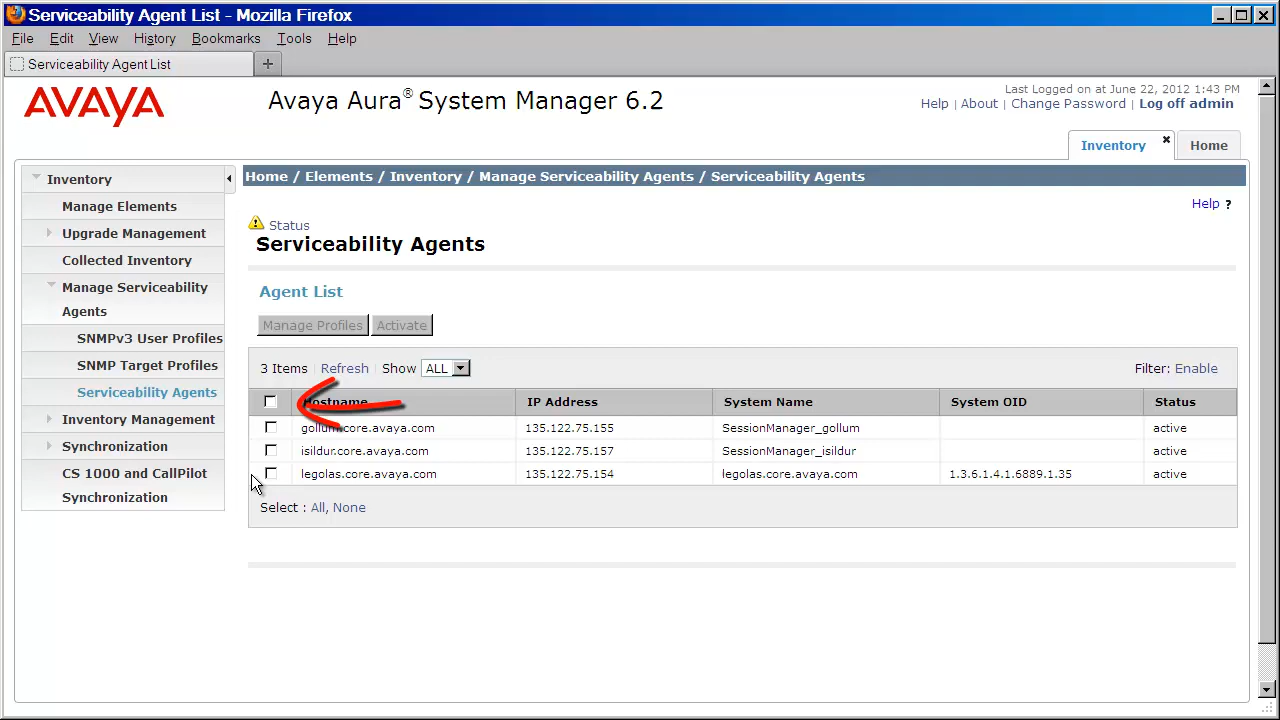 Serviceability Agent List - Mozilla Firefox
File Edit View History Bookmarks Tools Help
Serviceability Agent List
AVAYA
Avaya Aura® System Manager 6.2
Last Logged on at June 22, 2012 1:43 PM
Help | About | Change Password | Log off admin
Inventory Home
Inventory
Manage Elements
Upgrade Management
Collected Inventory
Manage Serviceability
Agents
SNMPv3 User Profiles
SNMP Target Profiles
Serviceability Agents
Inventory Management
Synchronization
CS 1000 and CallPilot
Synchronization
Home / Elements / Inventory / Manage Serviceability Agents / Serviceability Agents
Help ?
Status
Serviceability Agents
Agent List
Manage Profiles Activate
3 Items Refresh Show ALL Filter: Enable
Hostname IP Address System Name System OID Status
gollum.core.avaya.com 135.122.75.155 SessionManager_gollum active
isildur.core.avaya.com 135.122.75.157 SessionManager_isildur active
legolas.core.avaya.com 135.122.75.154 legolas.core.avaya.com 1.3.6.1.4.1.6889.1.35 active
Select : All, None